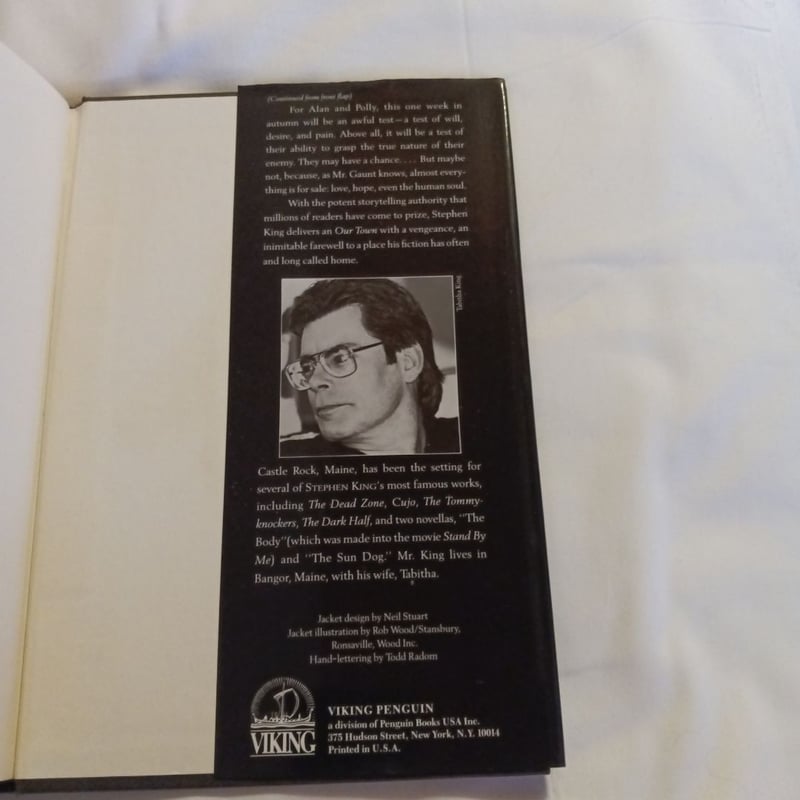 (Continued from front flap)
For Alan and Polly, this one week in
autumn will be an awful test—a test of will,
desire, and pain. Above all, it will be a test of
their ability to grasp the true nature of their
enemy. They may have a chance. . . . But maybe
not, because, as Mr. Gaunt knows, almost every-
thing is for sale: love, hope, even the human soul.
With the potent storytelling authority that
millions of readers have come to prize, Stephen
King delivers an Our Town with a vengeance, an
inimitable farewell to a place his fiction has often
and long called home.
Tabitha King
Castle Rock, Maine, has been the setting for
several of STEPHEN KING's most famous works,
including The Dead Zone, Cujo, The Tommy-
knockers, The Dark Half, and two novellas, "The
Body"(which was made into the movie Stand By
Me) and "The Sun Dog." Mr. King lives in
Bangor, Maine, with his wife, Tabitha.
Jacket design by Neil Stuart
Jacket illustration by Rob Wood/Stansbury,
Ronsaville, Wood Inc.
Hand-lettering by Todd Radom
VIKING
VIKING PENGUIN
a division of Penguin Books USA Inc.
375 Hudson Street, New York, N.Y. 10014
Printed in U.S.A.